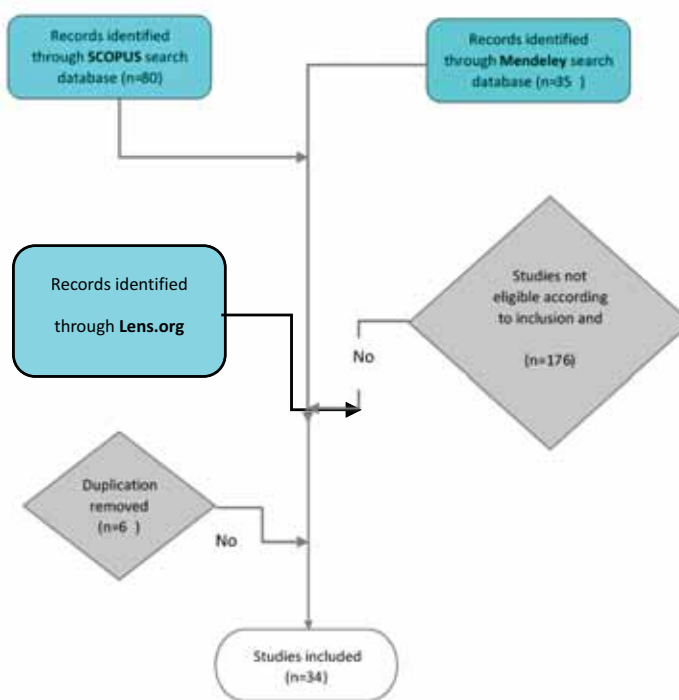 Records identified
through SCOPUS search
database (n=80)
Records identified
through Mendeley search
database (n=35 )
Records identified
through Lens.org
Studies not
eligible according
to inclusion and
(n=176)
No
Duplication
removed
(n=6 )
No
Studies included
(n=34)